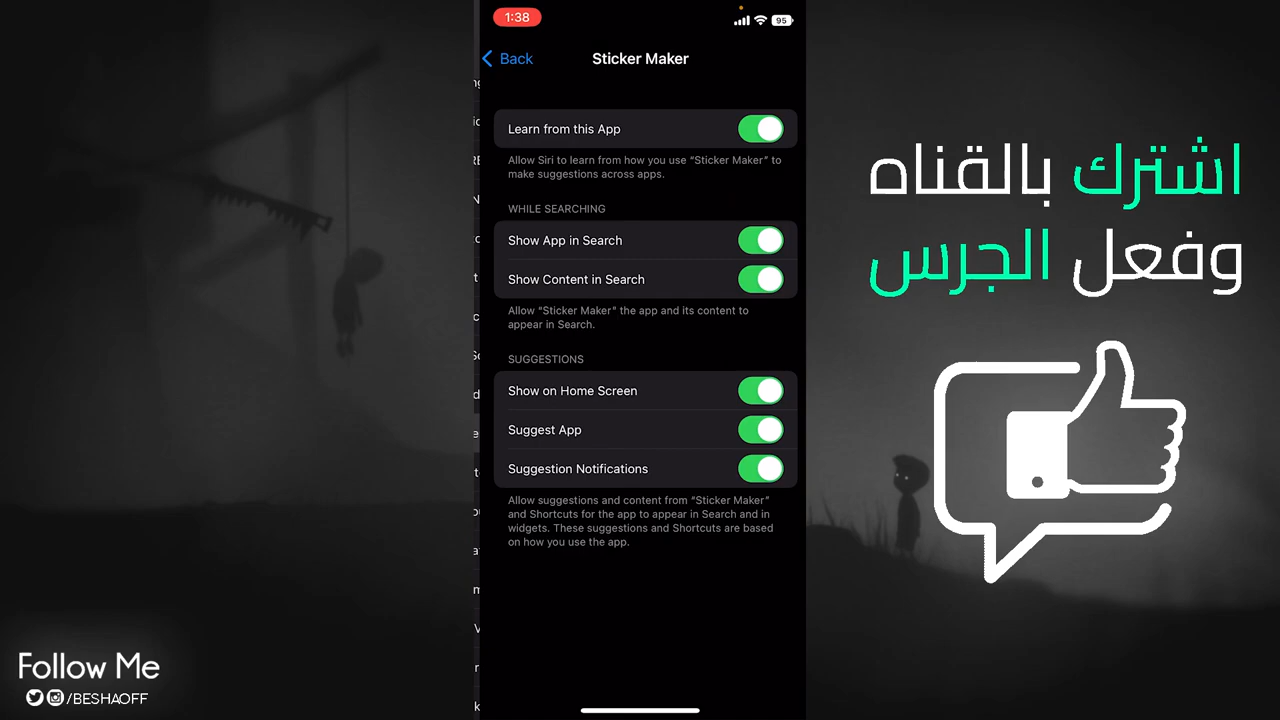 1:38
95
Back
Sticker Maker
Learn from this App
Allow Siri to learn from how you use “Sticker Maker” to
make suggestions across apps.
WHILE SEARCHING
Show App in Search
Show Content in Search
Allow “Sticker Maker” the app and its content to
appear in Search.
SUGGESTIONS
Show on Home Screen
Suggest App
Suggestion Notifications
Allow suggestions and content from “Sticker Maker”
and Shortcuts for the app to appear in Search and in
widgets. These suggestions and Shortcuts are based
on how you use the app.
اشترك بالقناه
وفعل الجرس
Follow Me
/BESHAOFF